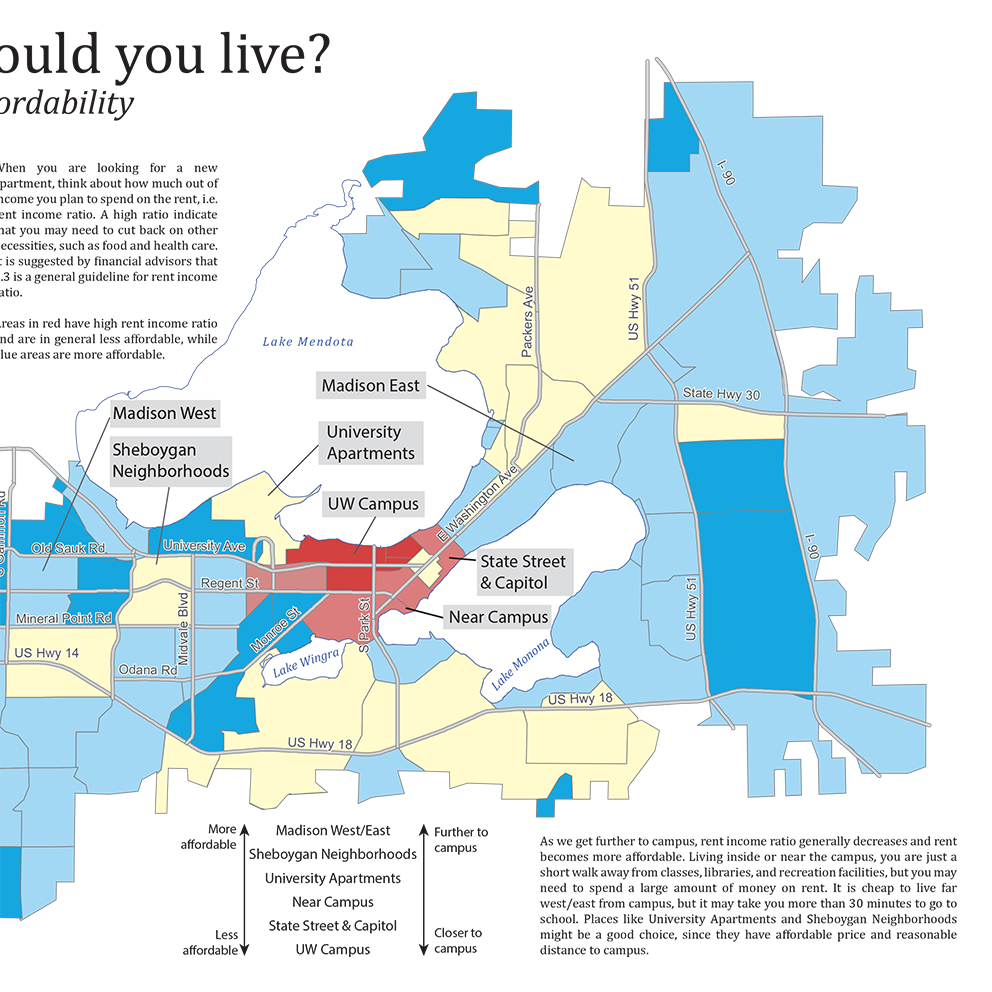 ould you live?
ordability
When you are looking for a new
partment, think about how much out of
ncome you plan to spend on the rent, i.e.
ent income ratio. A high ratio indicate
hat you may need to cut back on other
ecessities, such as food and health care.
t is suggested by financial advisors that
.3 is a general guideline for rent income
atio.
reas in red have high rent income ratio
nd are in general less affordable, while
lue areas are more affordable.
I- 90
US Hwy 51
Packers Ave
Lake Mendota
Madison East
State Hwy 30
Madison West
University
Apartments
Sheboygan
Neighborhoods
UW Campus
E Washington Ave
Old Sauk Rd
University Ave
I- 90
State Street
& Capitol
Regent St
Mineral Point Rd
Midvale Blvd
Monroe St
S Park St
Near Campus
US Hwy 51
US Hwy 14
Odana Rd
Lake Wingra
Lake Monona
US Hwy 18
US Hwy 18
More
affordable
Madison West/East
Sheboygan Neighborhoods
University Apartments
Near Campus
State Street & Capitol
UW Campus
Less
affordable
Further to
campus
Closer to
campus
As we get further to campus, rent income ratio generally decreases and rent
becomes more affordable. Living inside or near the campus, you are just a
short walk away from classes, libraries, and recreation facilities, but you may
need to spend a large amount of money on rent. It is cheap to live far
west/east from campus, but it may take you more than 30 minutes to go to
school. Places like University Apartments and Sheboygan Neighborhoods
might be a good choice, since they have affordable price and reasonable
distance to campus.